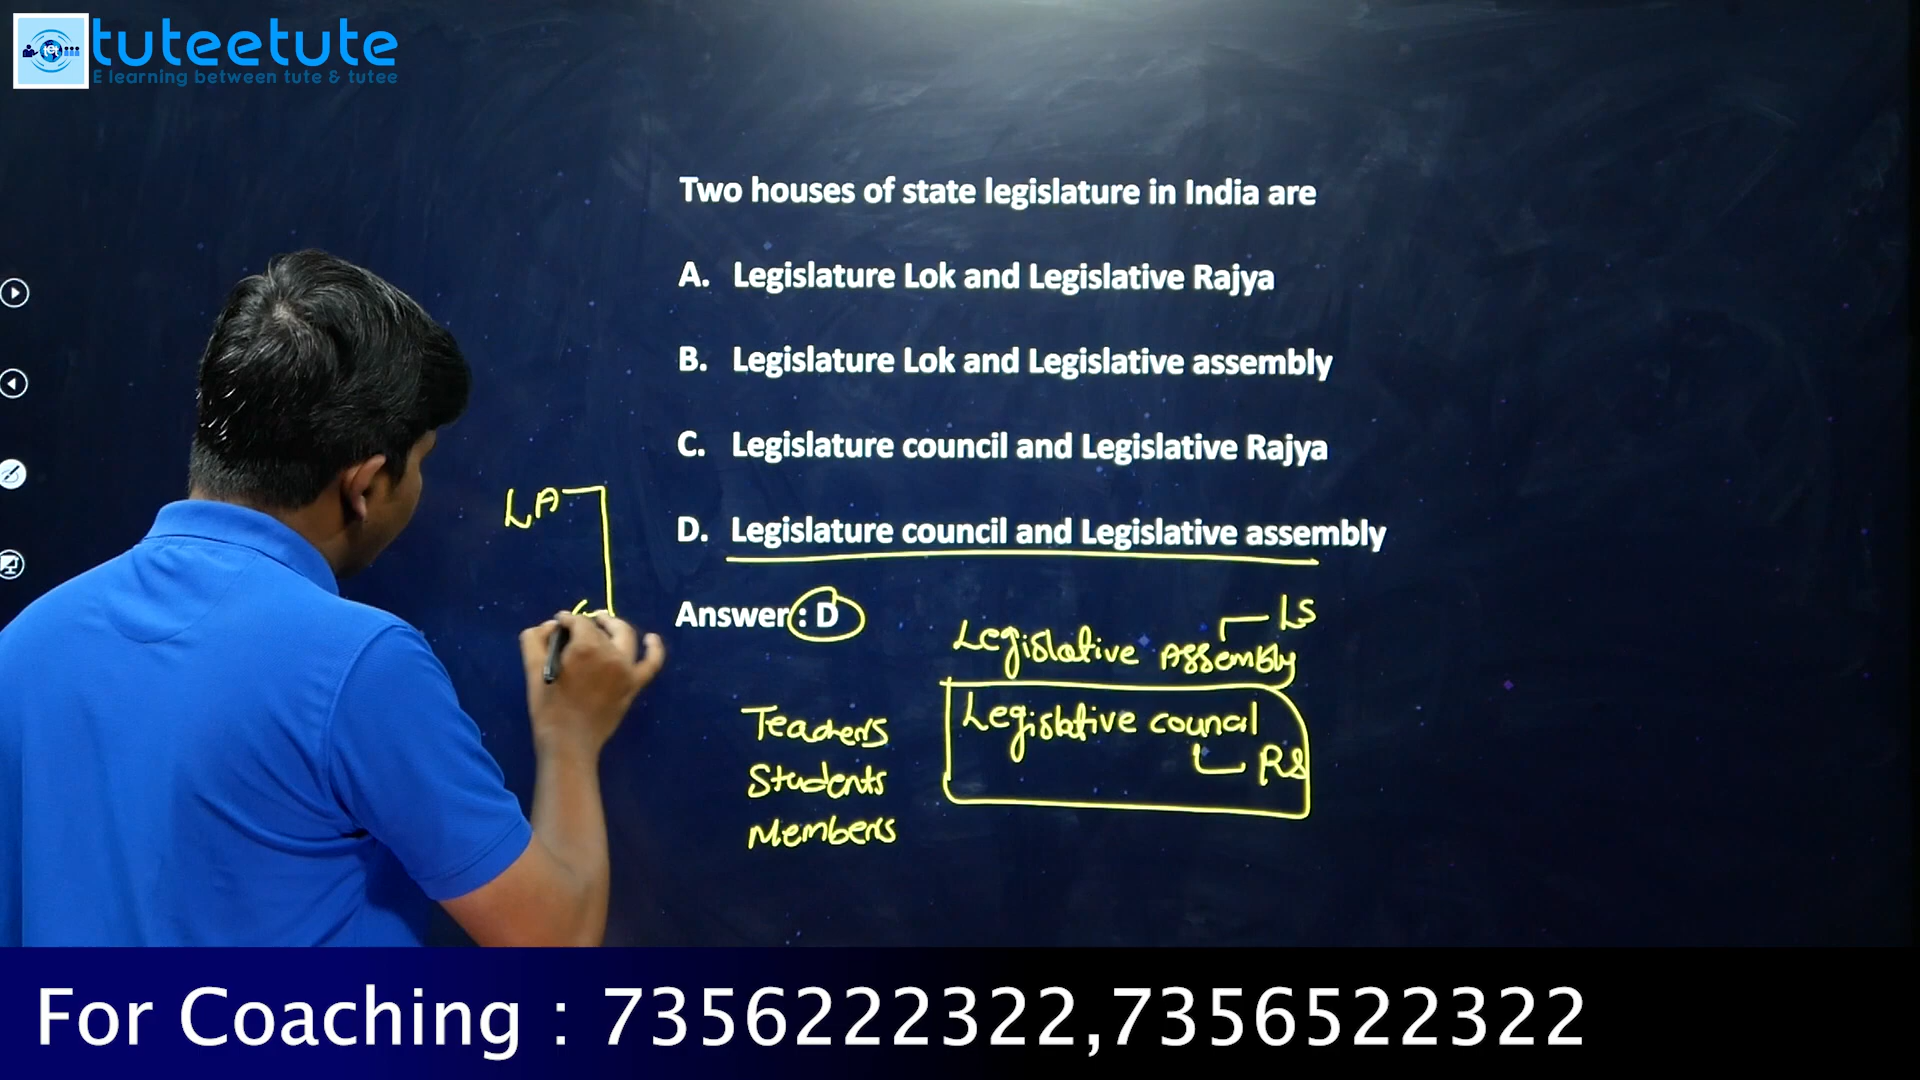 tuteetute
E learning between tute & tutee
Two houses of state legislature in India are
A. Legislature Lok and Legislative Rajya
B. Legislature Lok and Legislative assembly
C. Legislature council and Legislative Rajya
D. Legislature council and Legislative assembly
Answer : D
LA
LS
Legislative Assembly
Legislative council
RS
Teachers
Students
Members
For Coaching : 7356222322,7356522322